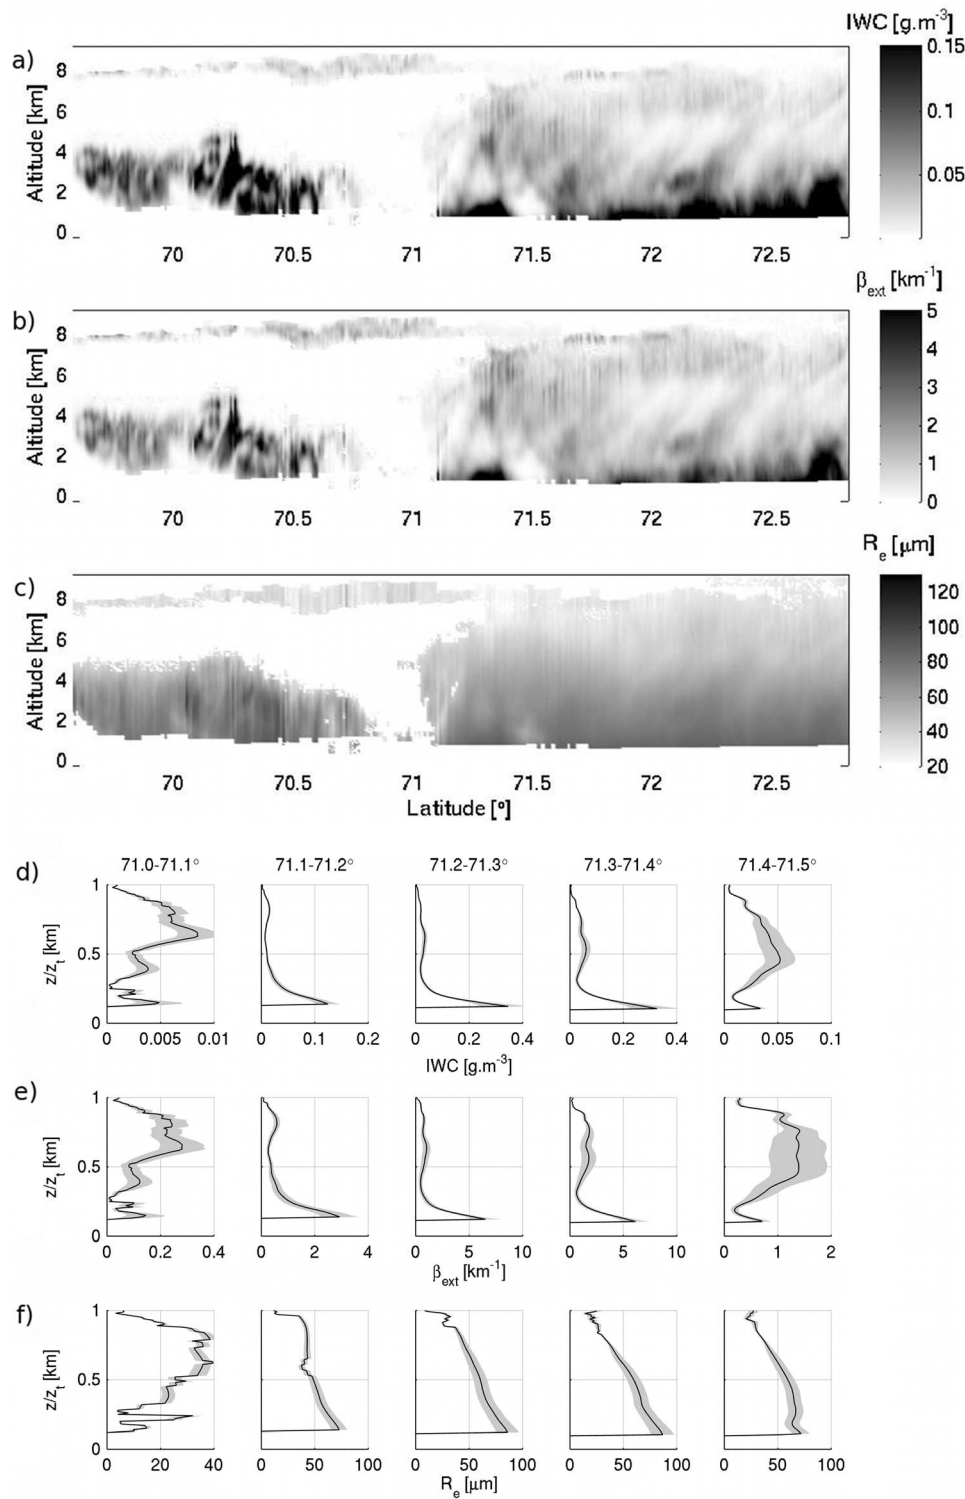 IWC [g.m-3]
a)
Altitude [km]
8
6
4
2
0
70
70.5
71
71.5
72
72.5
0.15
0.1
0.05
βext [km-1]
b)
Altitude [km]
8
6
4
2
0
70
70.5
71
71.5
72
72.5
5
4
3
2
1
0
Re [µm]
c)
Altitude [km]
8
6
4
2
0
70
70.5
71
71.5
72
72.5
Latitude [º]
120
100
80
60
40
20
d)
71.0-71.1° 71.1-71.2° 71.2-71.3° 71.3-71.4° 71.4-71.5°
z/zt [km]
1
0.5
0
0 0.005 0.01 0 0.1 0.2 0 0.2 0.4 0 0.2 0.4 0 0.05 0.1
IWC [g.m-3]
e)
z/zt [km]
1
0.5
0
0 0.2 0.4 0 2 4 0 5 10 0 5 10 0 1 2
βext [km-1]
f)
z/zt [km]
1
0.5
0
0 20 40 0 50 100 0 50 100 0 50 100 0 50 100
Re [µm]